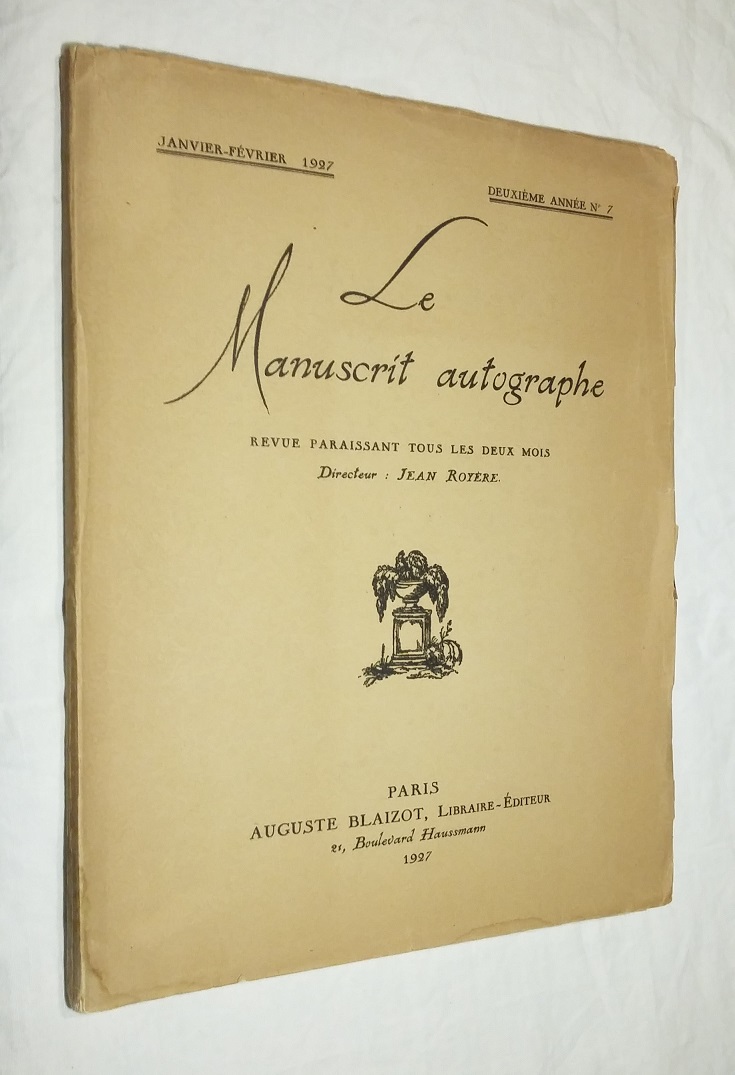 JANVIER-FÉVRIER 1927
DEUXIÈME ANNÉE Nº 7
Le
Manuscrit autographe
REVUE PARAISSANT TOUS LES DEUX MOIS
Directeur : JEAN ROYÈRE.
PARIS
AUGUSTE BLAIZOT, LIBRAIRE-ÉDITEUR
21, Boulevard Haussmann
1927